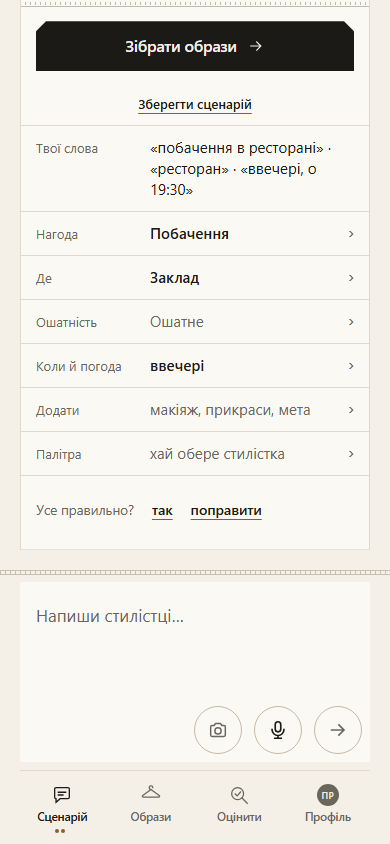 Зібрати образи →
Зберегти сценарій
Твої слова
«побачення в ресторані» ·
«ресторан» · «ввечері, о
19:30»
Нагода Побачення
Де Заклад
Ошатність Ошатне
Коли й погода ввечері
Додати макіяж, прикраси, мета
Палітра хай обере стилістка
Усе правильно? так поправити
Напиши стилістці...
ПР
Сценарій Образи Оцінити Профіль